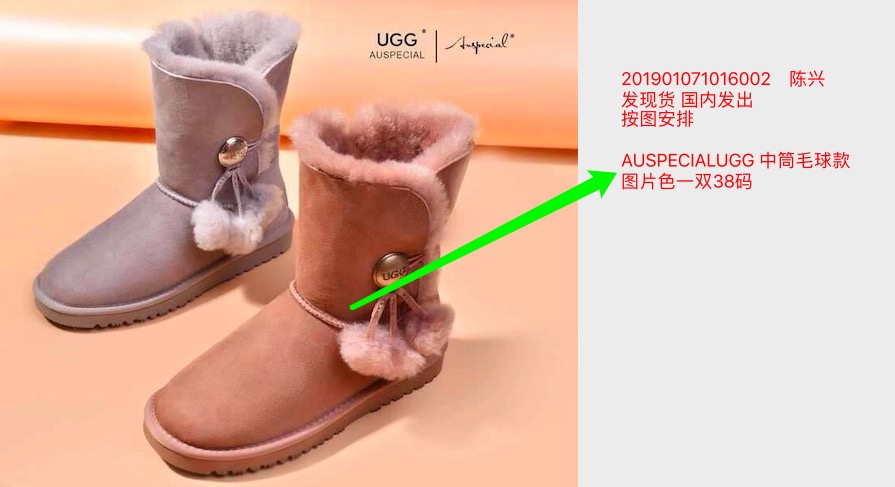 UGG®
AUSPECIAL
Auspecial®
201901071016002 陈兴
发现货 国内发出
按图安排
AUSPECIALUGG 中筒毛球款
图片色一双38码
UGG